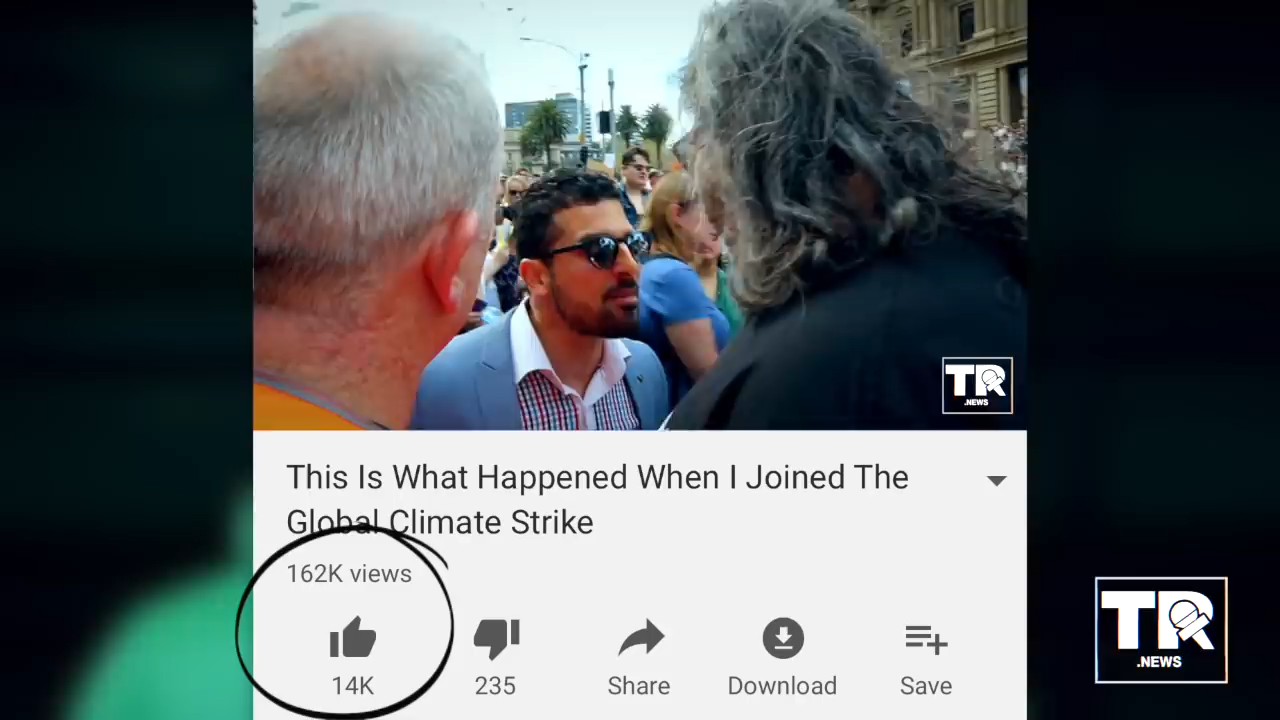 TR
.NEWS
This Is What Happened When I Joined The
Global Climate Strike
162K views
14K
235
Share
Download
Save
TR
.NEWS